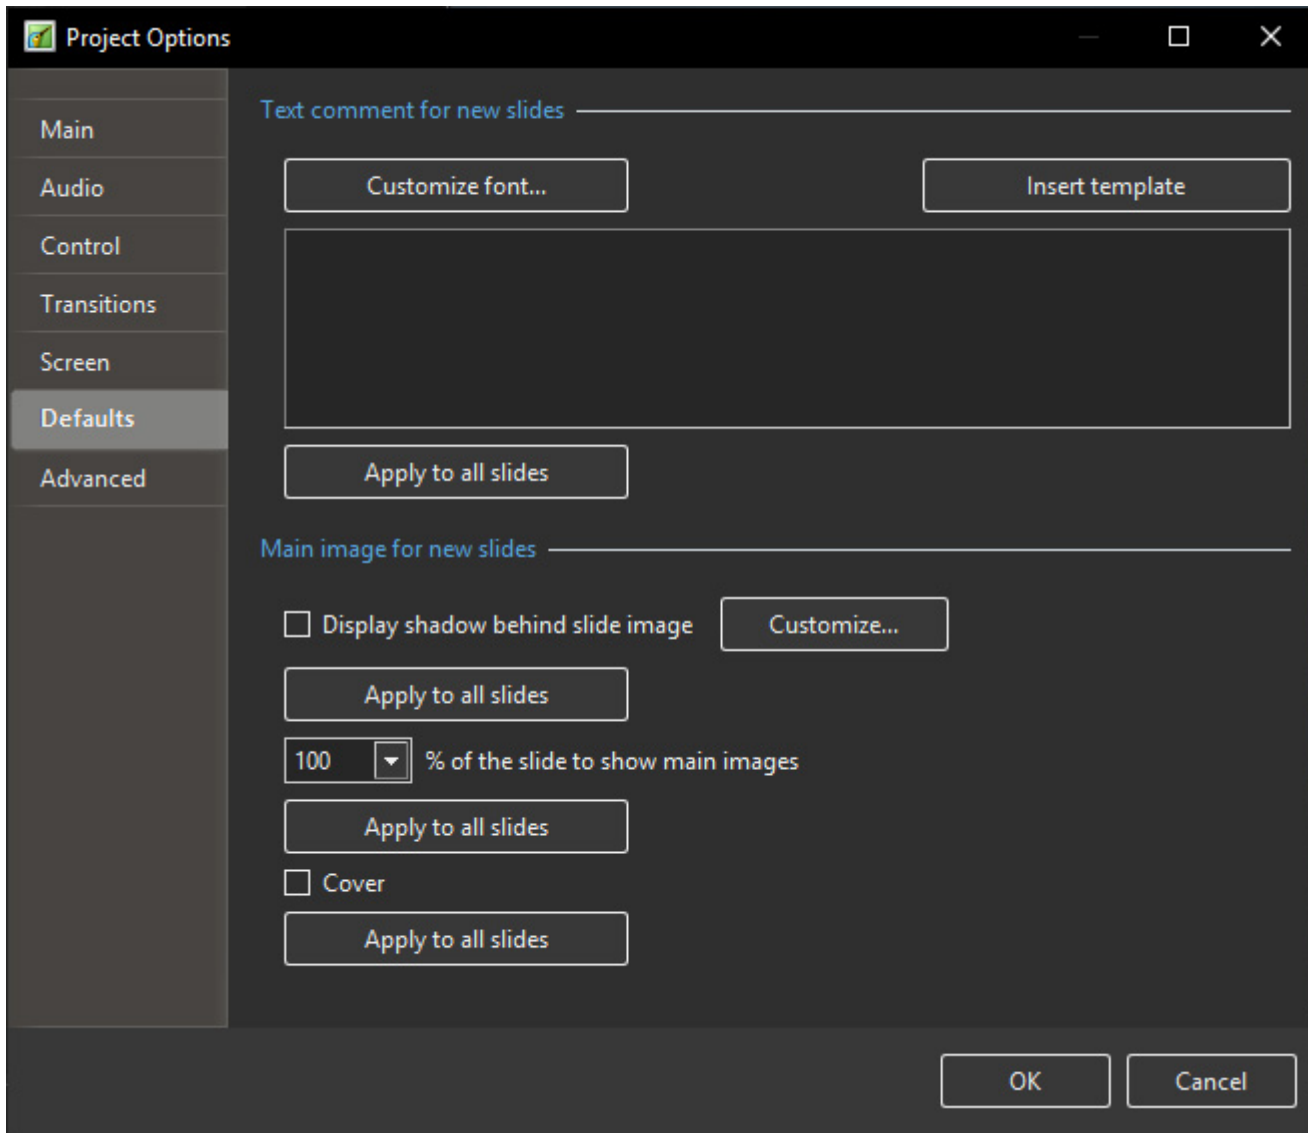 Project Options
Main
Audio
Control
Transitions
Screen
Defaults
Advanced
Text comment for new slides
Customize font... Insert template
Apply to all slides
Main image for new slides
Display shadow behind slide image Customize...
Apply to all slides
100 % of the slide to show main images
Apply to all slides
Cover
Apply to all slides
OK Cancel